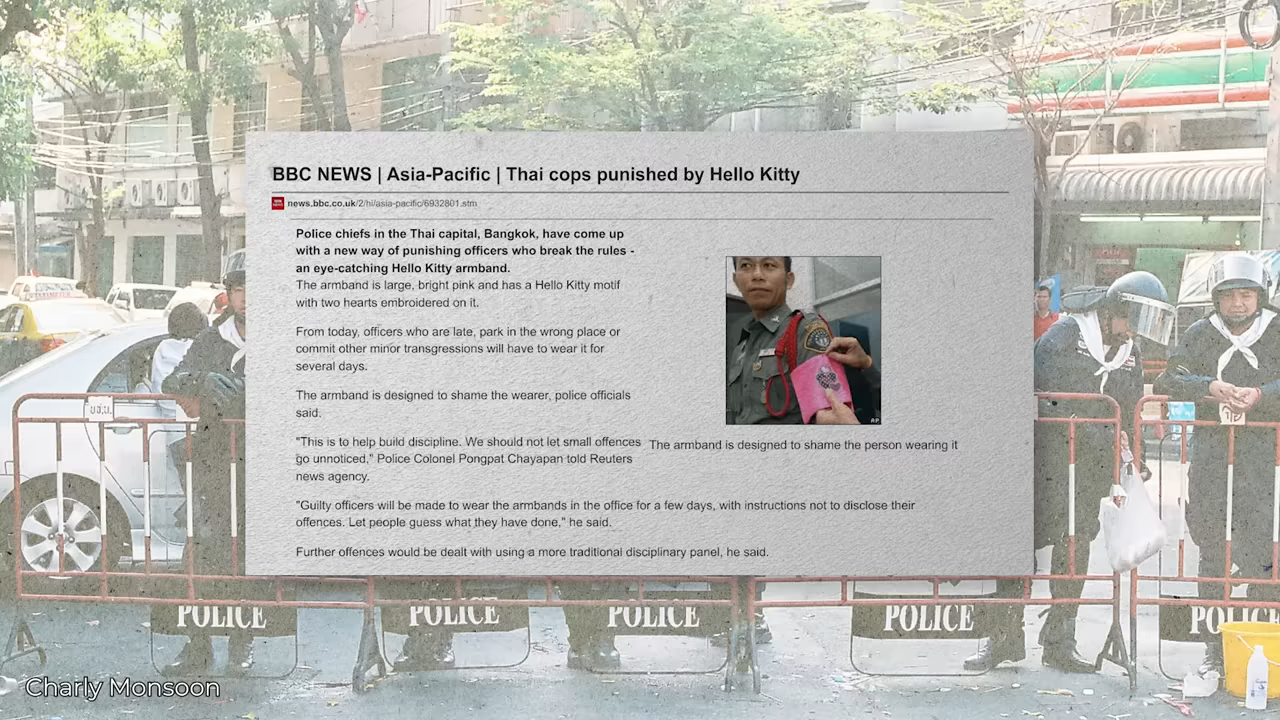 BBC NEWS | Asia-Pacific | Thai cops punished by Hello Kitty
news.bbc.co.uk/2/hi/asia-pacific/6932801.stm
Police chiefs in the Thai capital, Bangkok, have come up
with a new way of punishing officers who break the rules -
an eye-catching Hello Kitty armband.
The armband is large, bright pink and has a Hello Kitty motif
with two hearts embroidered on it.
From today, officers who are late, park in the wrong place or
commit other minor transgressions will have to wear it for
several days.
The armband is designed to shame the wearer, police officials
said.
"This is to help build discipline. We should not let small offences
go unnoticed," Police Colonel Pongpat Chayapan told Reuters
news agency.
AP
The armband is designed to shame the person wearing it
"Guilty officers will be made to wear the armbands in the office for a few days, with instructions not to disclose their
offences. Let people guess what they have done," he said.
Further offences would be dealt with using a more traditional disciplinary panel, he said.
POLICE
POLICE
POLICE
POLICE
POLICE
Charly Monsoon